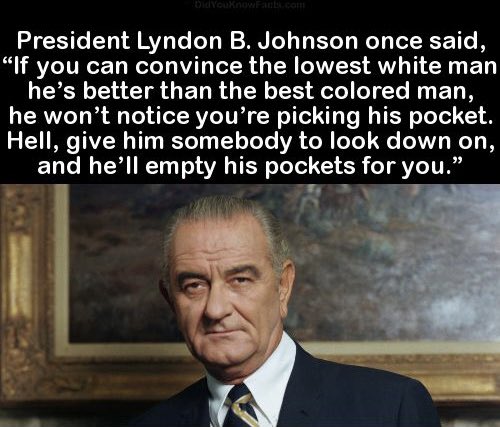 DidYouKnowFacts.com
President Lyndon B. Johnson once said,
“If you can convince the lowest white man
he’s better than the best colored man,
he won’t notice you’re picking his pocket.
Hell, give him somebody to look down on,
and he’ll empty his pockets for you.”